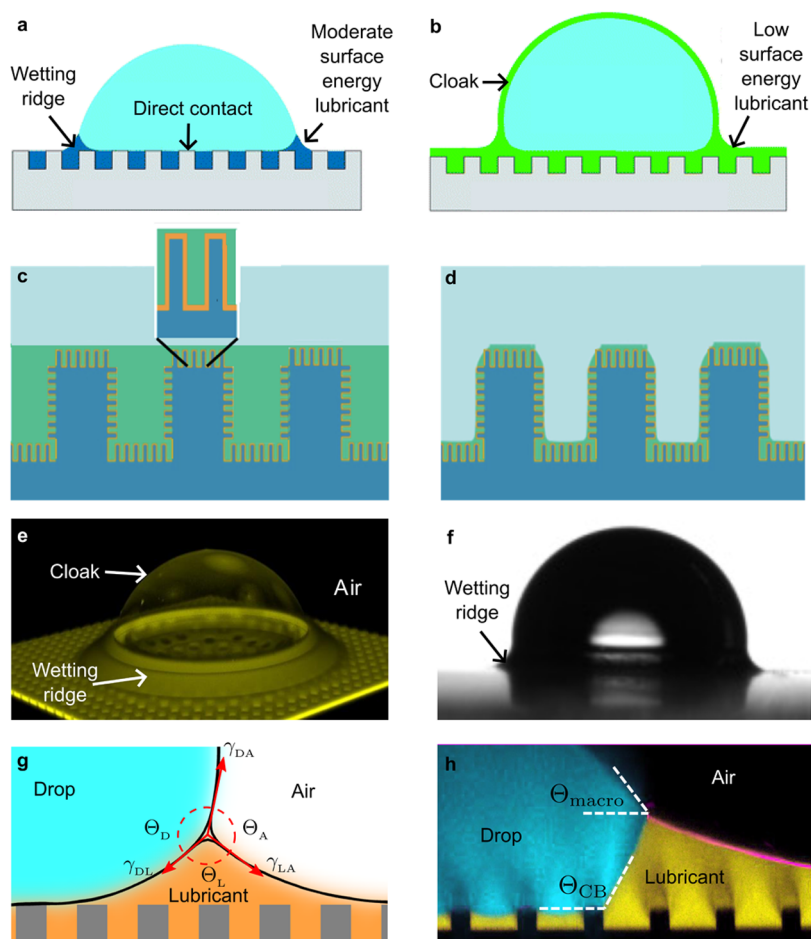 a
Wetting
ridge
Direct contact
Moderate
surface
energy
lubricant
b
Cloak
Low
surface
energy
lubricant
c
d
e
Cloak
Air
Wetting
ridge
f
Wetting
ridge
g
γDA
Drop
Air
ΘD
ΘA
γDL
ΘL
γLA
Lubricant
h
Air
Θmacro
Drop
ΘCB
Lubricant